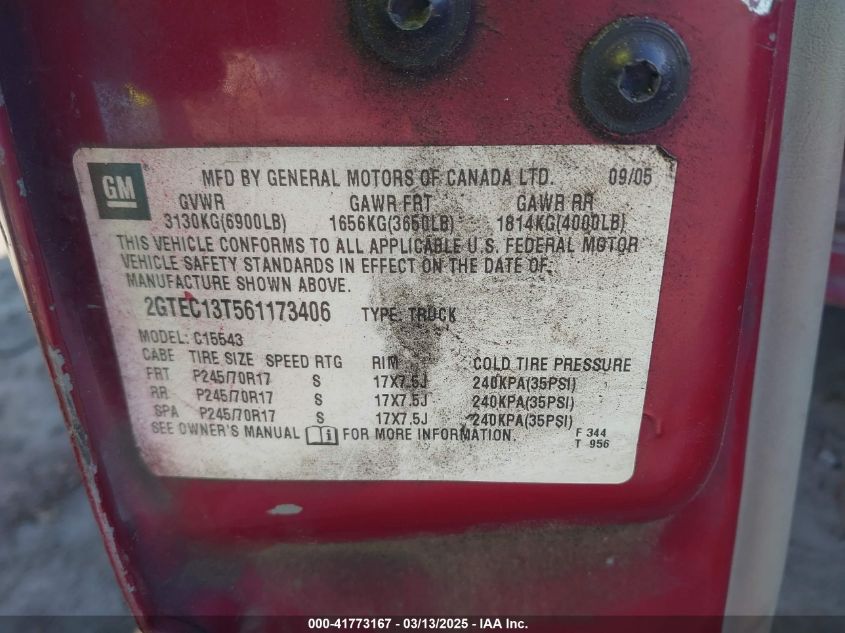 GM
MFD BY GENERAL MOTORS OF CANADA LTD. 09/05
GVWR GAWR FRT GAWR RR
3130KG(6900LB) 1656KG(3650LB) 1814KG(4000LB)
THIS VEHICLE CONFORMS TO ALL APPLICABLE U.S. FEDERAL MOTOR
VEHICLE SAFETY STANDARDS IN EFFECT ON THE DATE OF
MANUFACTURE SHOWN ABOVE.
2GTEC13T561173406 TYPE: TRUCK
MODEL: C15543
CABE TIRE SIZE SPEED RTG RIM COLD TIRE PRESSURE
FRT P245/70R17 S 17X7.5J 240KPA(35PSI)
RR P245/70R17 S 17X7.5J 240KPA(35PSI)
SPA P245/70R17 S 17X7.5J 240KPA(35PSI)
SEE OWNER'S MANUAL FOR MORE INFORMATION.
F 344
T 956
000-41773167 - 03/13/2025 - IAA Inc.